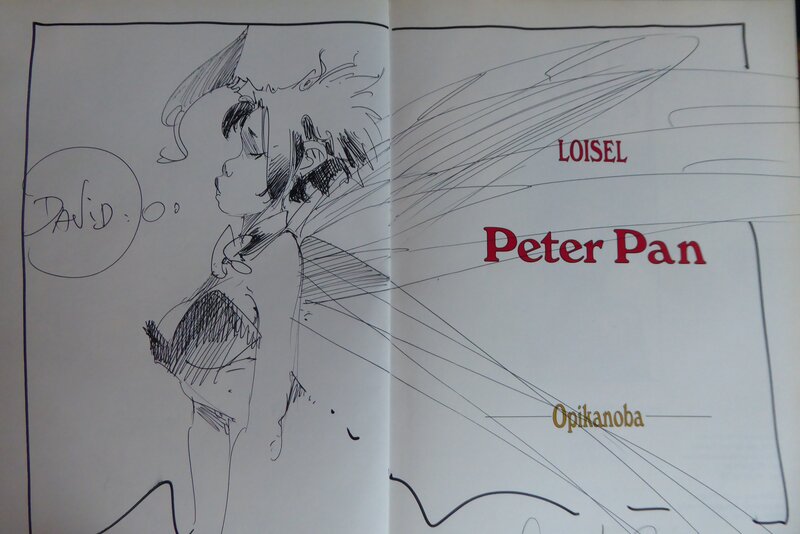 DAViD
LOISEL
Peter Pan
Opikanoba